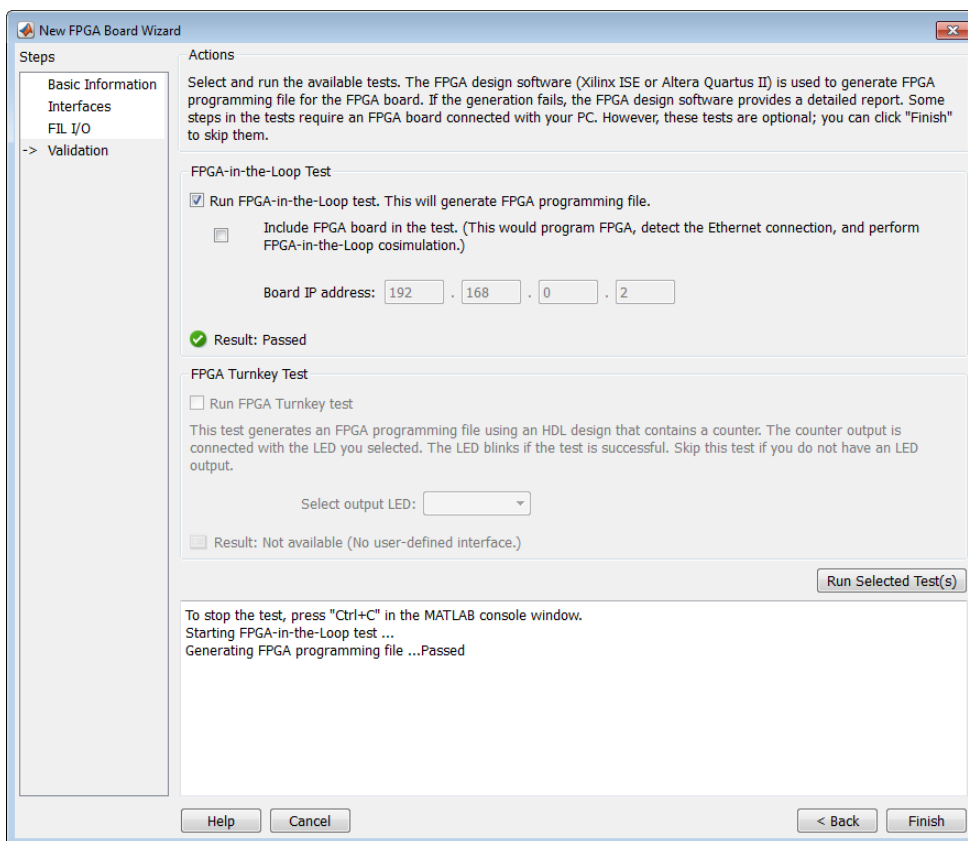 New FPGA Board Wizard
Steps
Basic Information
Interfaces
FIL I/O
-> Validation
Actions
Select and run the available tests. The FPGA design software (Xilinx ISE or Altera Quartus II) is used to generate FPGA
programming file for the FPGA board. If the generation fails, the FPGA design software provides a detailed report. Some
steps in the tests require an FPGA board connected with your PC. However, these tests are optional; you can click "Finish"
to skip them.
FPGA-in-the-Loop Test
Run FPGA-in-the-Loop test. This will generate FPGA programming file.
Include FPGA board in the test. (This would program FPGA, detect the Ethernet connection, and perform
FPGA-in-the-Loop cosimulation.)
Board IP address: 192 . 168 . 0 . 2
Result: Passed
FPGA Turnkey Test
Run FPGA Turnkey test
This test generates an FPGA programming file using an HDL design that contains a counter. The counter output is
connected with the LED you selected. The LED blinks if the test is successful. Skip this test if you do not have an LED
output.
Select output LED:
Result: Not available (No user-defined interface.)
Run Selected Test(s)
To stop the test, press "Ctrl+C" in the MATLAB console window.
Starting FPGA-in-the-Loop test ...
Generating FPGA programming file ...Passed
Help Cancel < Back Finish